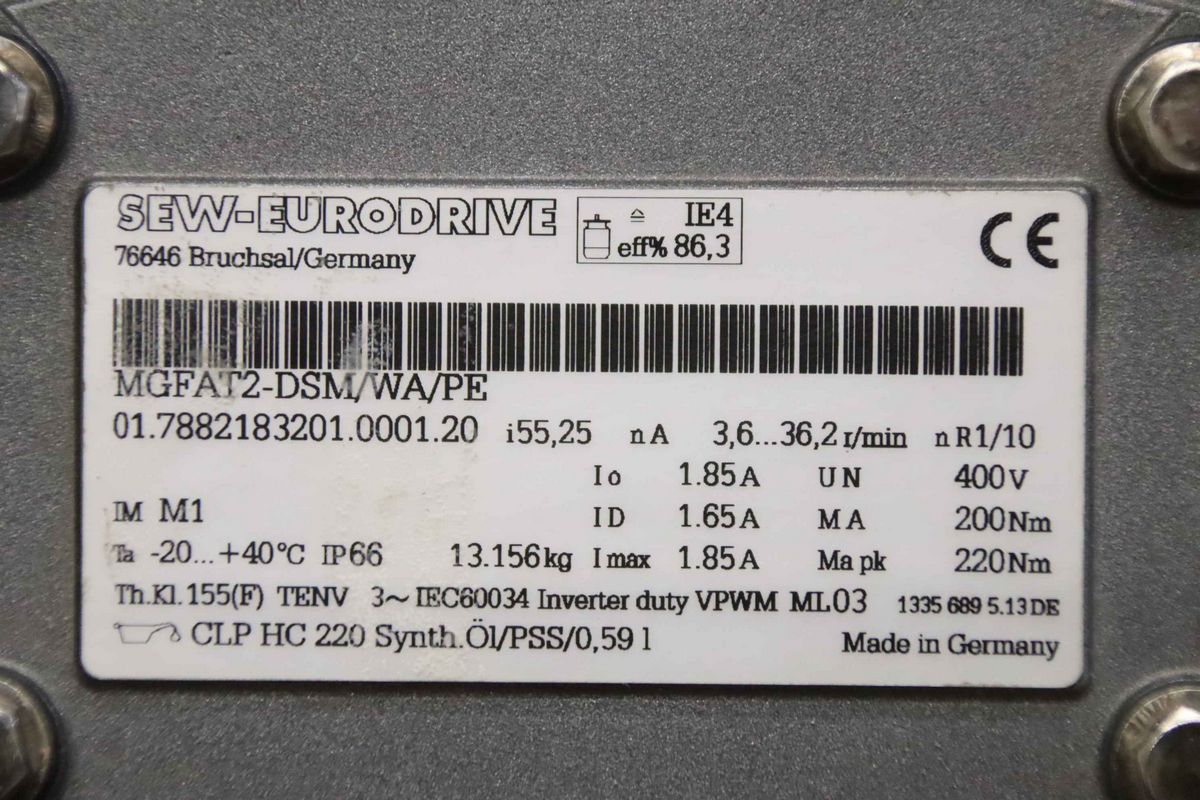 SEW-EURODRIVE
76646 Bruchsal/Germany
≙ IE4
eff% 86,3
CE
MGFAT2-DSM/WA/PE
01.7882183201.0001.20 i55,25 nA 3,6...36,2 r/min nR1/10
Io 1.85A UN 400V
IM M1 ID 1.65A MA 200Nm
Ta -20...+40°C IP66 13.156kg Imax 1.85A Ma pk 220Nm
Th.Kl.155(F) TENV 3~IEC60034 Inverter duty VPWM ML03 1335 689 5.13 DE
CLP HC 220 Synth.Öl/PSS/0,59 l Made in Germany